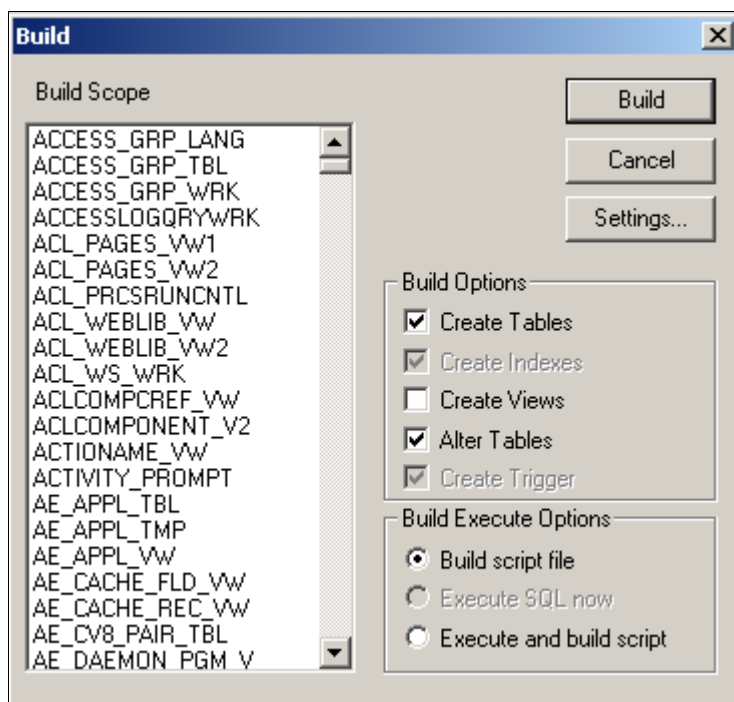 Build
Build Scope
ACCESS_GRP_LANG
ACCESS_GRP_TBL
ACCESS_GRP_WRK
ACCESSLOGQRYWRK
ACL_PAGES_VW1
ACL_PAGES_VW2
ACL_PRCSRUNCNTL
ACL_WEBLIB_VW
ACL_WEBLIB_VW2
ACL_WS_WRK
ACLCOMPCREF_VW
ACLCOMPONENT_V2
ACTIONAME_VW
ACTIVITY_PROMPT
AE_APPL_TBL
AE_APPL_TMP
AE_APPL_VW
AE_CACHE_FLD_VW
AE_CACHE_REC_VW
AE_CV8_PAIR_TBL
AE_DAEMON_PGM_V
Build
Cancel
Settings...
Build Options
Create Tables
Create Indexes
Create Views
Alter Tables
Create Trigger
Build Execute Options
Build script file
Execute SQL now
Execute and build script